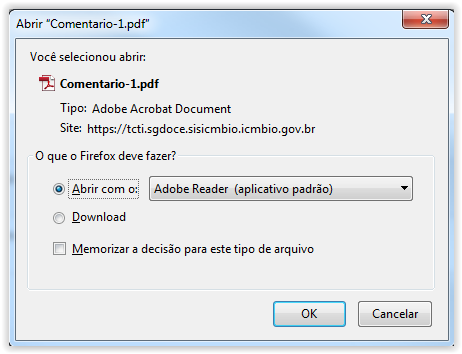 Abrir "Comentario-1.pdf"
Você selecionou abrir:
Comentario-1.pdf
Tipo: Adobe Acrobat Document
Site: https://tcti.sgdoce.sisicmbio.icmbio.gov.br
O que o Firefox deve fazer?
Abrir com o: Adobe Reader (aplicativo padrão)
Download
Memorizar a decisão para este tipo de arquivo
OK Cancelar